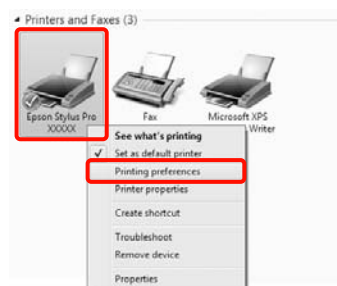 Printers and Faxes (3)
Epson Stylus Pro
XXXXX
Fax
Microsoft XPS
Writer
See what's printing
Set as default printer
Printing preferences
Printer properties
Create shortcut
Troubleshoot
Remove device
Properties